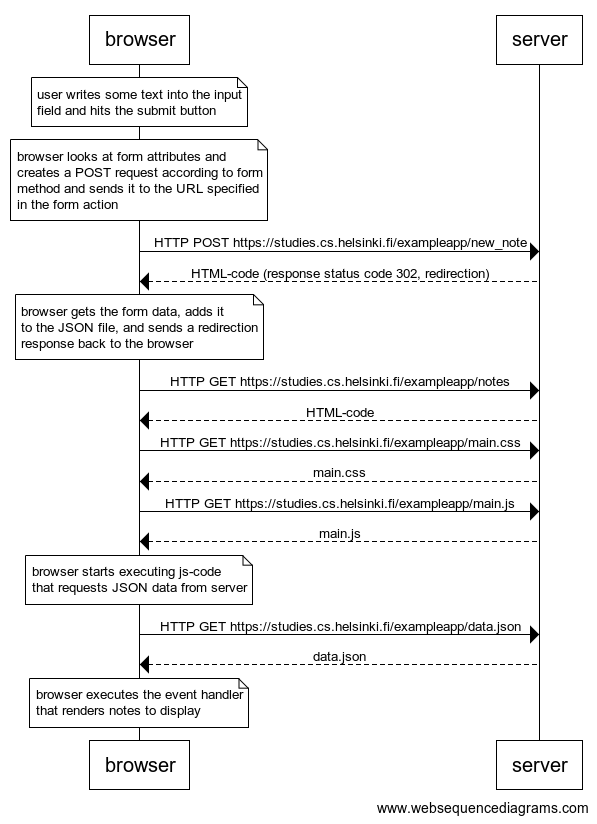 browser server
user writes some text into the input
field and hits the submit button
browser looks at form attributes and
creates a POST request according to form
method and sends it to the URL specified
in the form action
HTTP POST https://studies.cs.helsinki.fi/exampleapp/new_note
HTML-code (response status code 302, redirection)
browser gets the form data, adds it
to the JSON file, and sends a redirection
response back to the browser
HTTP GET https://studies.cs.helsinki.fi/exampleapp/notes
HTML-code
HTTP GET https://studies.cs.helsinki.fi/exampleapp/main.css
main.css
HTTP GET https://studies.cs.helsinki.fi/exampleapp/main.js
main.js
browser starts executing js-code
that requests JSON data from server
HTTP GET https://studies.cs.helsinki.fi/exampleapp/data.json
data.json
browser executes the event handler
that renders notes to display
browser server
www.websequencediagrams.com